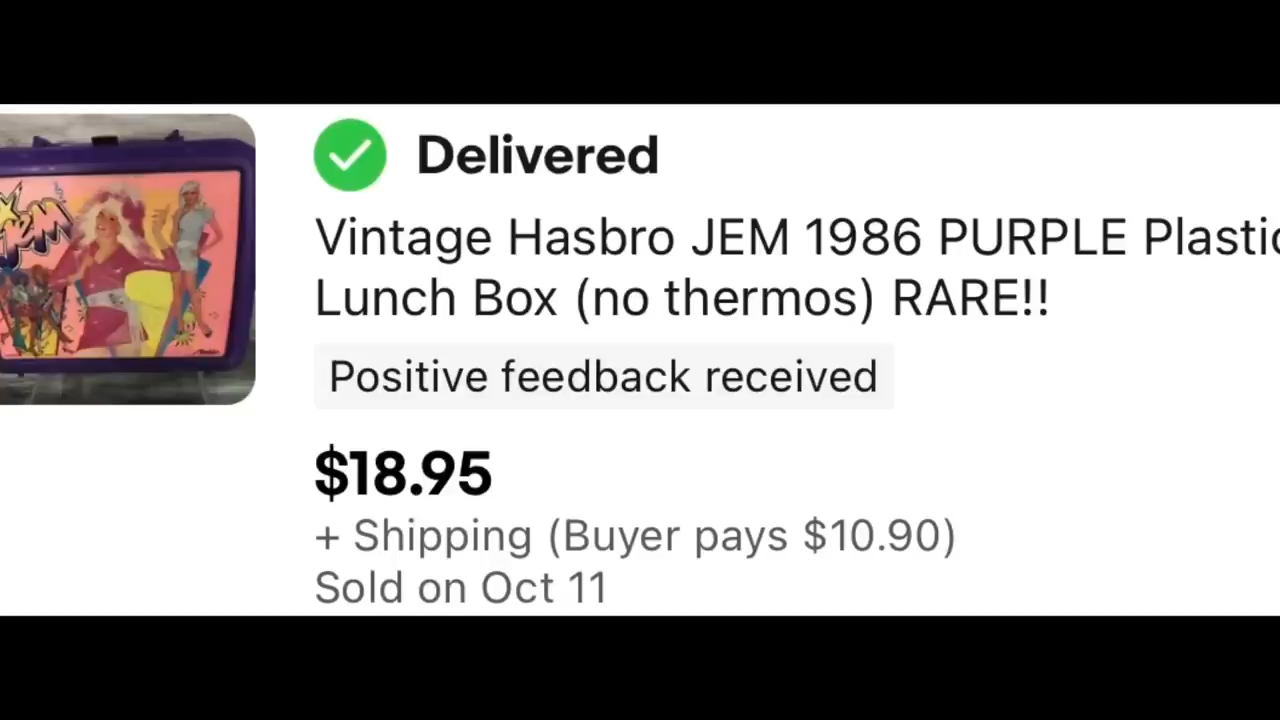 Delivered
Vintage Hasbro JEM 1986 PURPLE Plastic
Lunch Box (no thermos) RARE!!
Positive feedback received
$18.95
+ Shipping (Buyer pays $10.90)
Sold on Oct 11
Jem